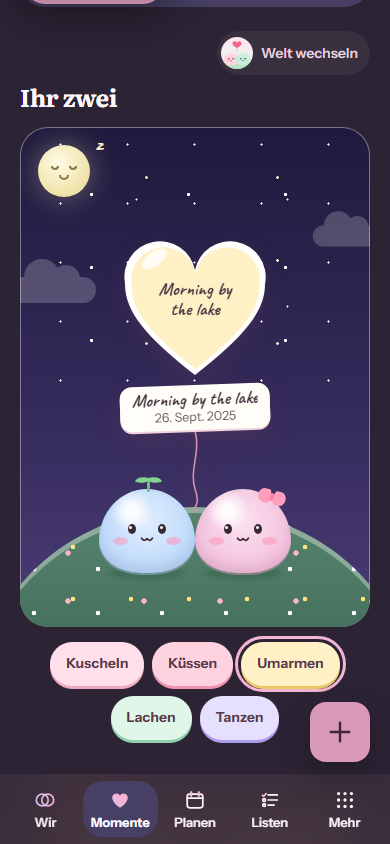 Welt wechseln
Ihr zwei
z
Morning by
the lake
Morning by the lake
26. Sept. 2025
Kuscheln
Küssen
Umarmen
Lachen
Tanzen
Wir
Momente
Planen
Listen
Mehr